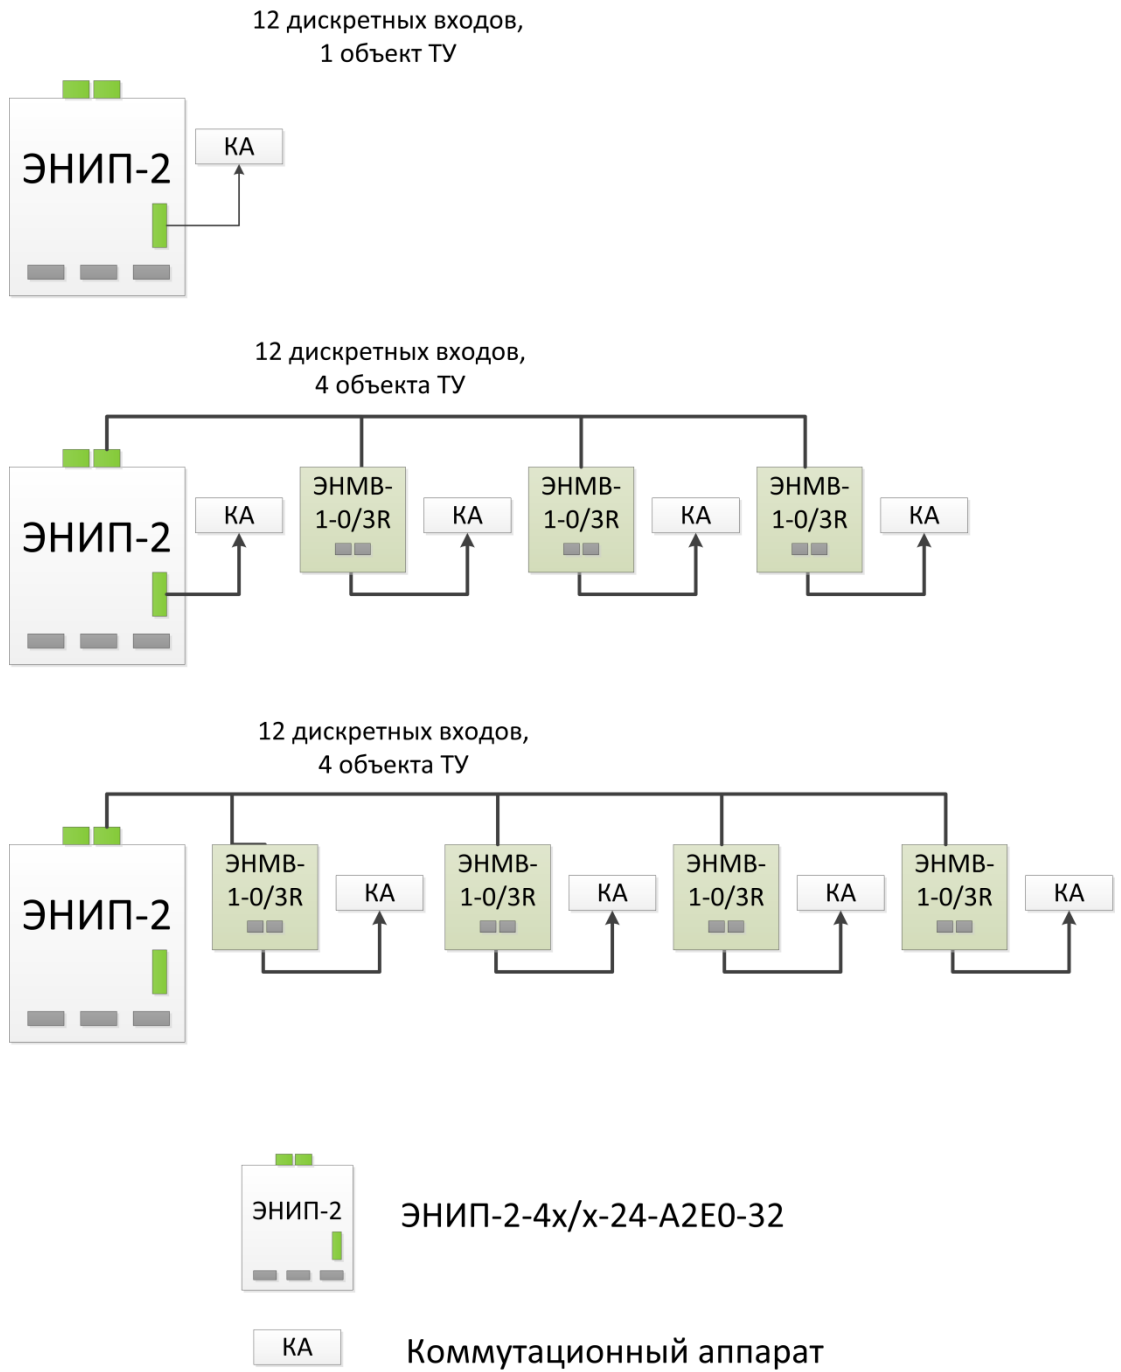 12 дискретных входов,
1 объект ТУ
ЭНИП-2
КА
12 дискретных входов,
4 объекта ТУ
ЭНИП-2
КА
ЭНМВ-
1-0/3R
КА
ЭНМВ-
1-0/3R
КА
ЭНМВ-
1-0/3R
КА
12 дискретных входов,
4 объекта ТУ
ЭНИП-2
ЭНМВ-
1-0/3R
КА
ЭНМВ-
1-0/3R
КА
ЭНМВ-
1-0/3R
КА
ЭНМВ-
1-0/3R
КА
ЭНИП-2
ЭНИП-2-4х/х-24-А2Е0-32
КА
Коммутационный аппарат